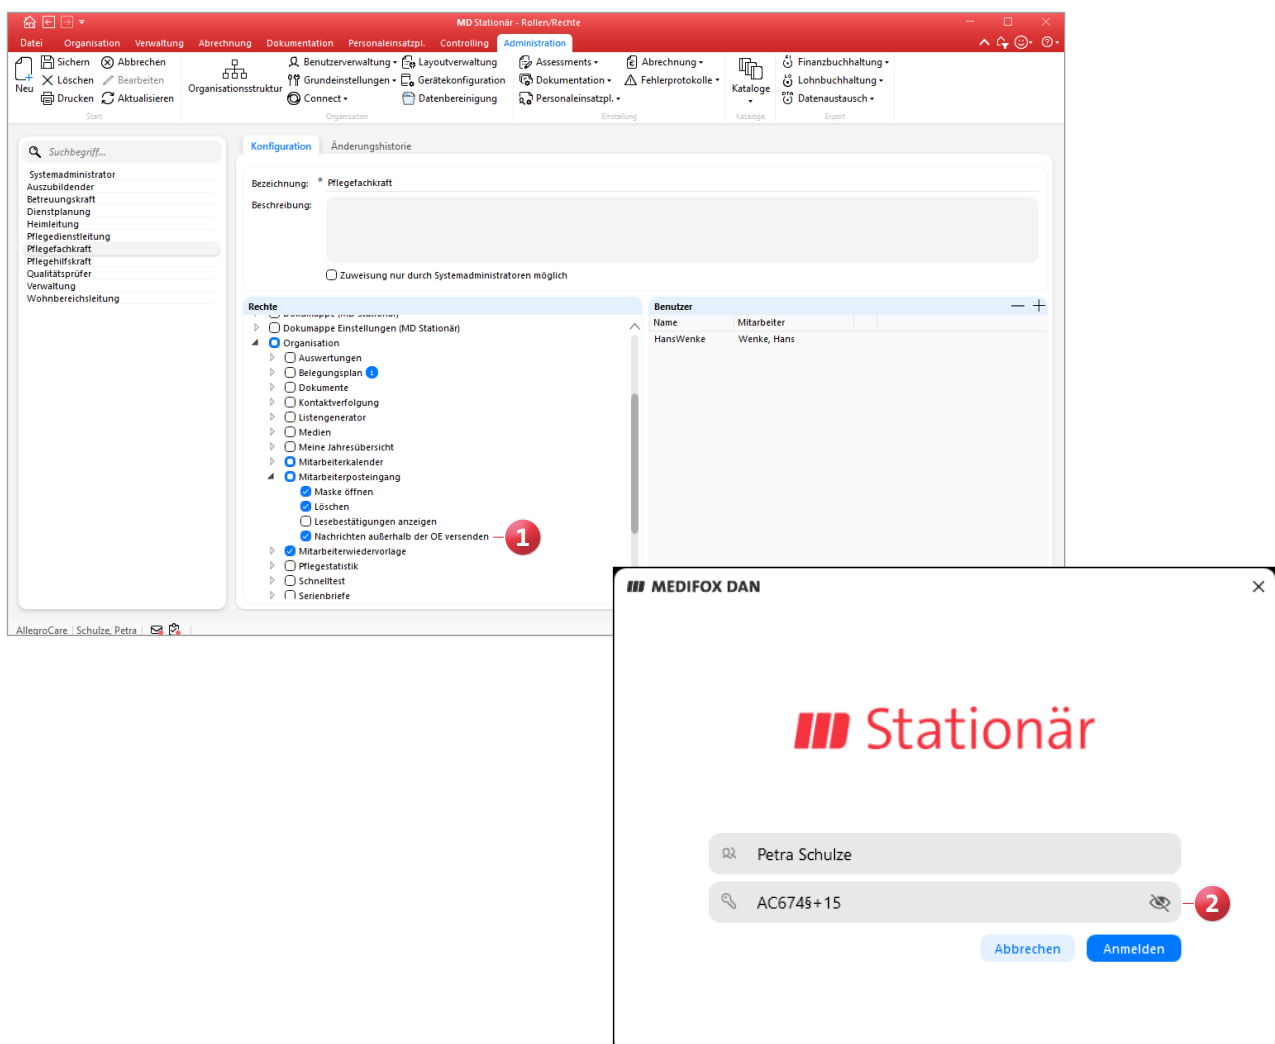 MD Stationär - Rollen/Rechte
Datei Organisation Verwaltung Abrechnung Dokumentation Personaleinsatzpl. Controlling Administration
Neu
Sichern Abbrechen
Löschen Bearbeiten
Drucken Aktualisieren
Start
Organisationsstruktur
Benutzerverwaltung Layoutverwaltung
Grundeinstellungen Gerätekonfiguration
Connect Datenbereinigung
Organisation
Assessments Abrechnung
Dokumentation Fehlerprotokolle
Personaleinsatzpl.
Einstellung
Kataloge
Kataloge
Finanzbuchhaltung
Lohnbuchhaltung
Datenaustausch
Export
Suchbegriff...
Systemadministrator
Auszubildender
Betreuungskraft
Dienstplanung
Heimleitung
Pflegedienstleitung
Pflegefachkraft
Pflegehilfskraft
Qualitätsprüfer
Verwaltung
Wohnbereichsleitung
Konfiguration Änderungshistorie
Bezeichnung: * Pflegefachkraft
Beschreibung:
Zuweisung nur durch Systemadministratoren möglich
Rechte
Dokumappe (MD Stationär)
Dokumappe Einstellungen (MD Stationär)
Organisation
Auswertungen
Belegungsplan i
Dokumente
Kontaktverfolgung
Listengenerator
Medien
Meine Jahresübersicht
Mitarbeiterkalender
Mitarbeiterposteingang
Maske öffnen
Löschen
Lesebestätigungen anzeigen
Nachrichten außerhalb der OE versenden
1
Mitarbeiterwiedervorlage
Pflegestatistik
Schnelltest
Serienbriefe
Benutzer
Name Mitarbeiter
HansWenke Wenke, Hans
AllegroCare Schulze, Petra
MEDIFOX DAN
Stationär
Petra Schulze
AC674§+15
2
Abbrechen Anmelden